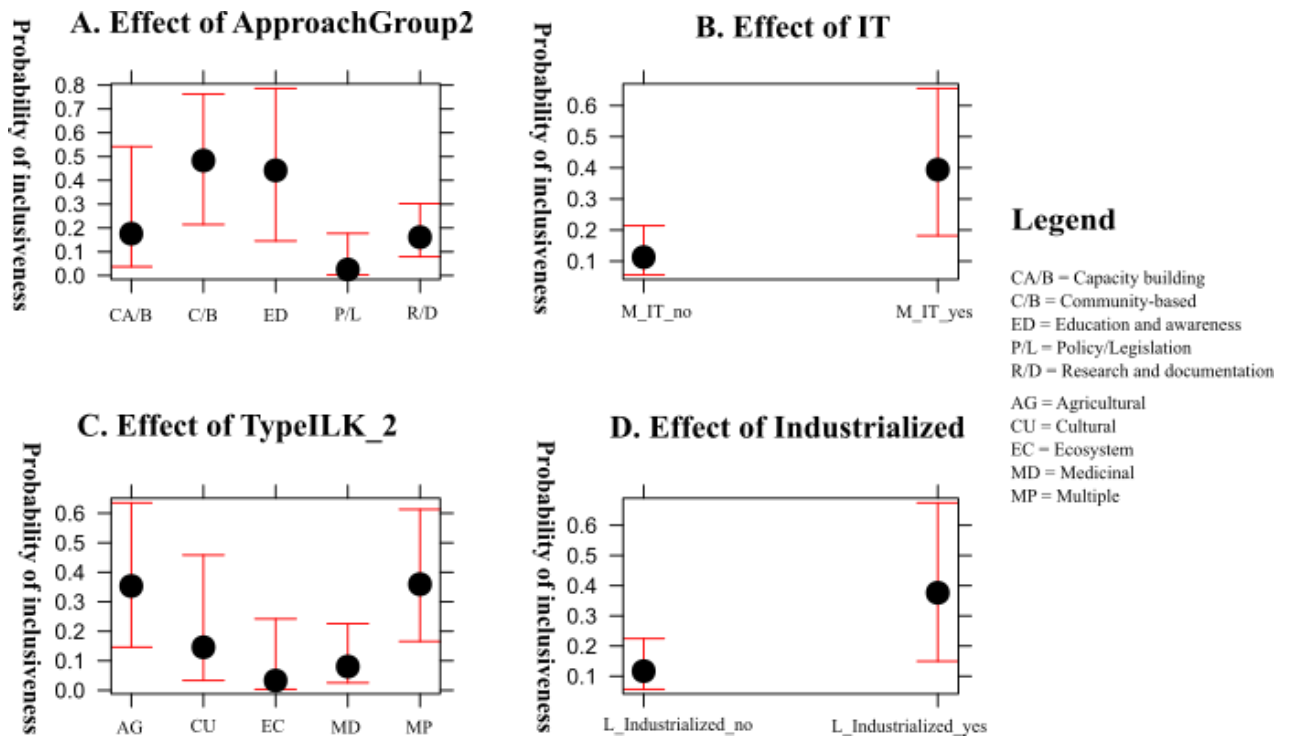 A. Effect of ApproachGroup2
Probability of inclusiveness
0.8
0.7
0.6
0.5
0.4
0.3
0.2
0.1
0.0
CA/B C/B ED P/L R/D
B. Effect of IT
Probability of inclusiveness
0.6
0.5
0.4
0.3
0.2
0.1
M_IT_no M_IT_yes
C. Effect of TypeILK_2
Probability of inclusiveness
0.6
0.5
0.4
0.3
0.2
0.1
0.0
AG CU EC MD MP
D. Effect of Industrialized
Probability of inclusiveness
0.6
0.5
0.4
0.3
0.2
0.1
L_Industrialized_no L_Industrialized_yes
Legend
CA/B = Capacity building
C/B = Community-based
ED = Education and awareness
P/L = Policy/Legislation
R/D = Research and documentation
AG = Agricultural
CU = Cultural
EC = Ecosystem
MD = Medicinal
MP = Multiple